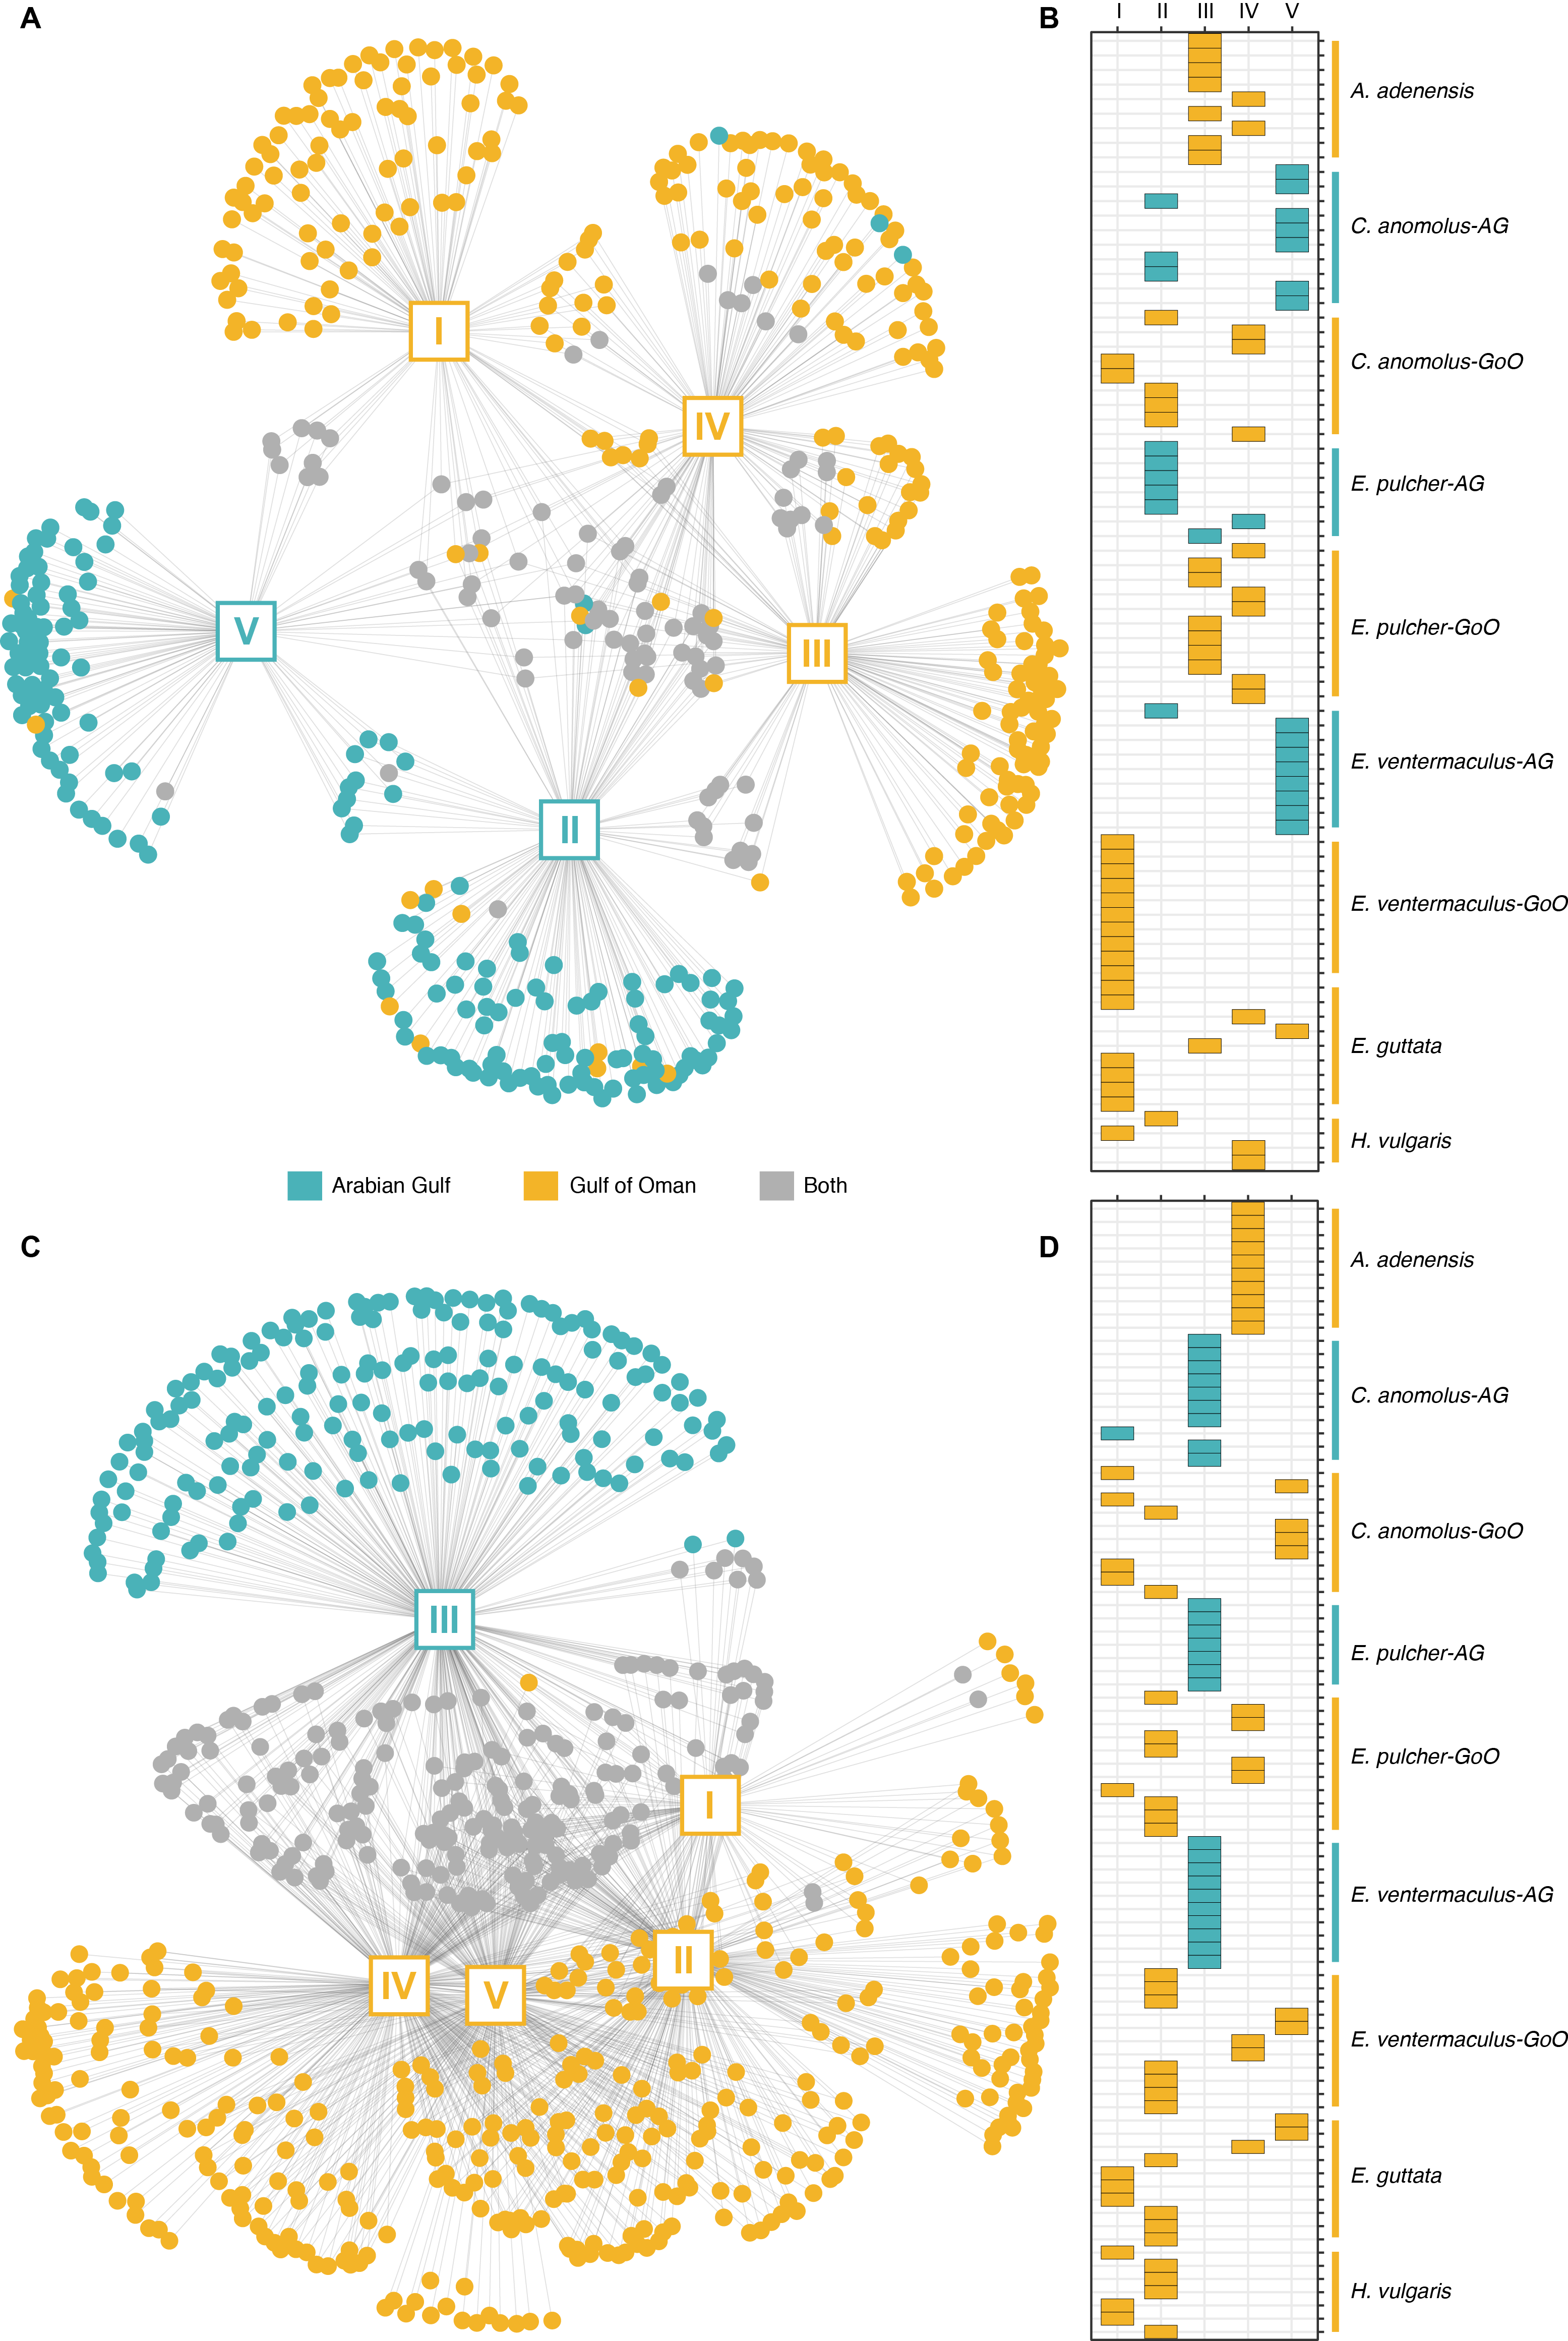 A
B
I II III IV V
A. adenensis
C. anomolus-AG
C. anomolus-GoO
E. pulcher-AG
E. pulcher-GoO
E. ventermaculus-AG
E. ventermaculus-GoO
E. guttata
H. vulgaris
I
IV
V
III
II
Arabian Gulf Gulf of Oman Both
C
D
A. adenensis
C. anomolus-AG
C. anomolus-GoO
E. pulcher-AG
E. pulcher-GoO
E. ventermaculus-AG
E. ventermaculus-GoO
E. guttata
H. vulgaris
III
I
II
IV
V